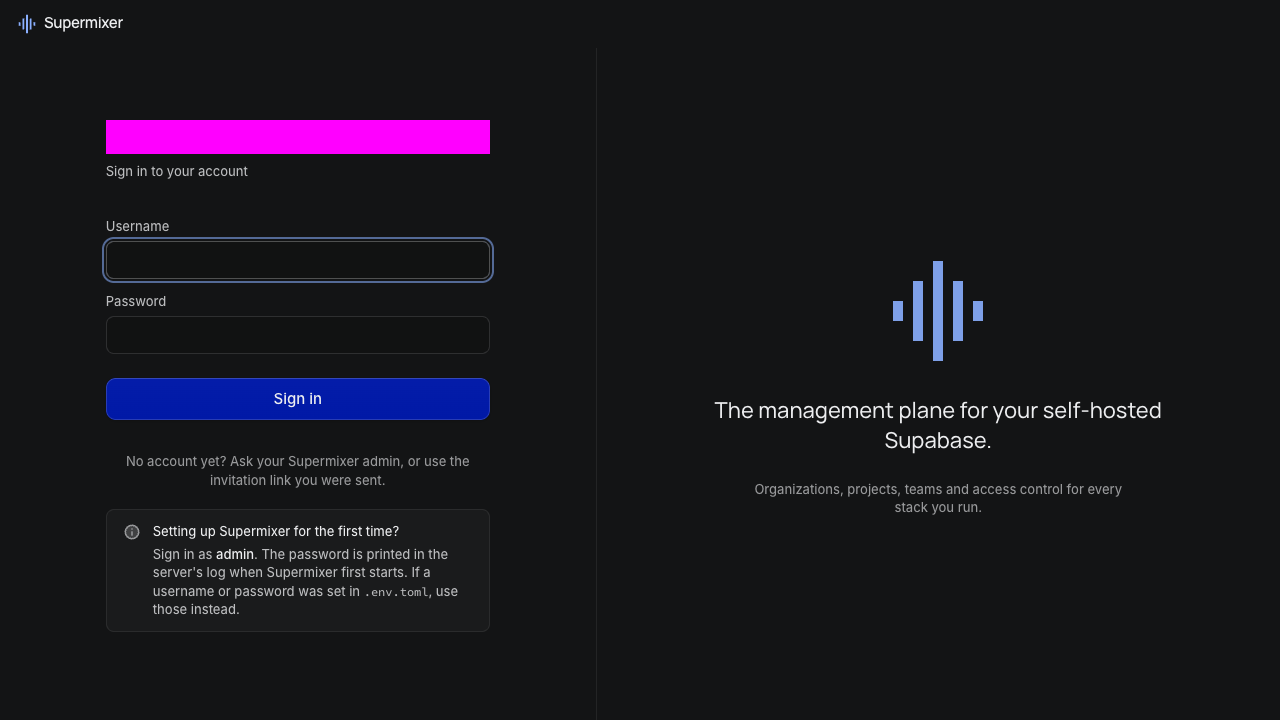 Supermixer
Sign in to your account
Username
Password
Sign in
No account yet? Ask your Supermixer admin, or use the
invitation link you were sent.
Setting up Supermixer for the first time?
Sign in as admin. The password is printed in the
server's log when Supermixer first starts. If a
username or password was set in .env.toml, use
those instead.
The management plane for your self-hosted
Supabase.
Organizations, projects, teams and access control for every
stack you run.